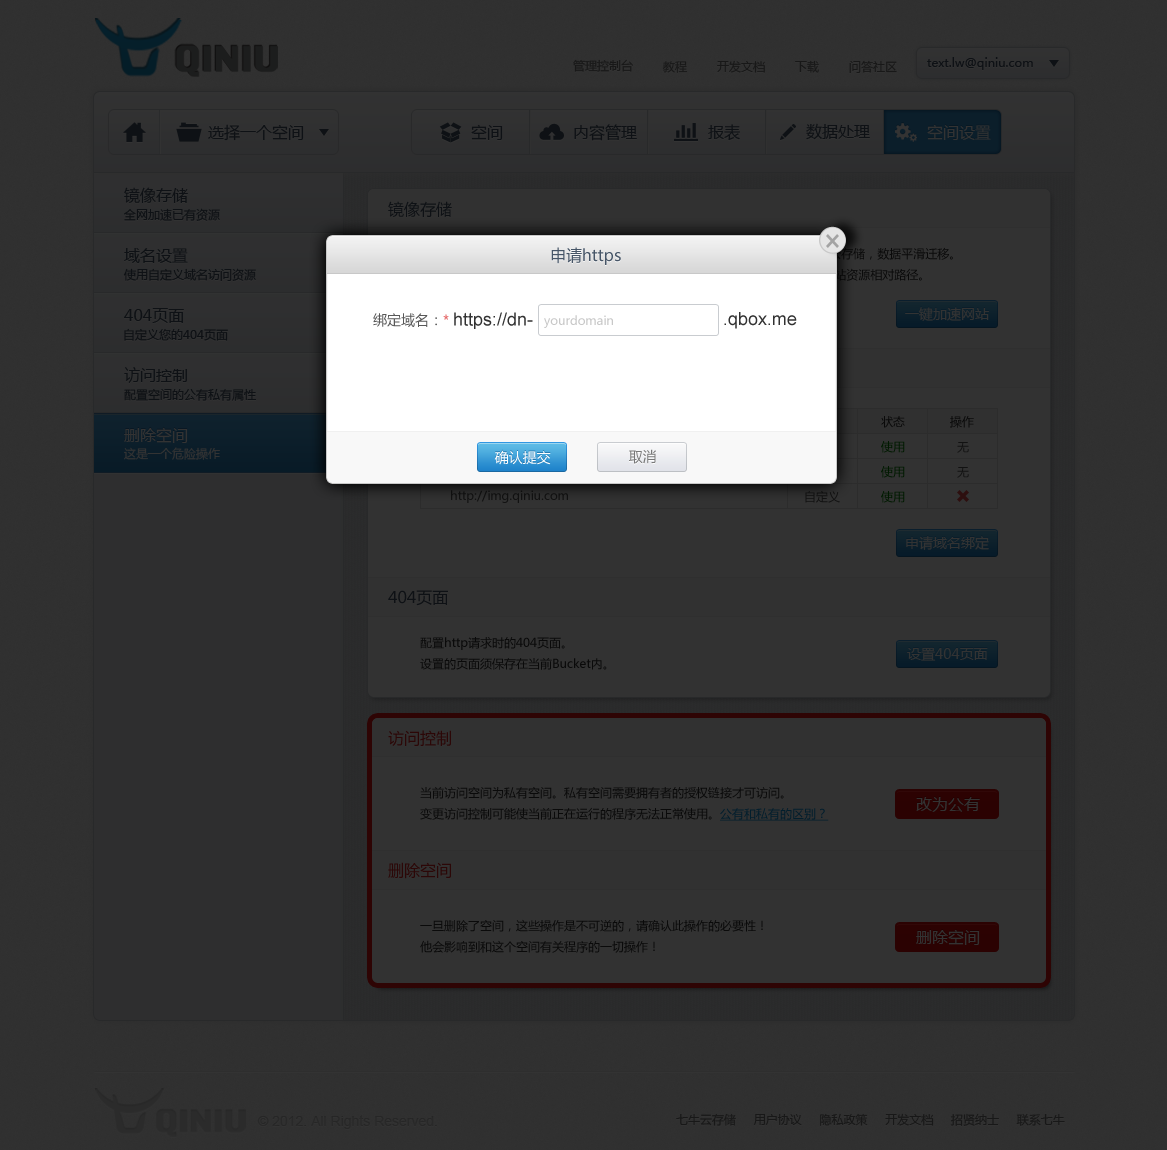 QINIU
管理控制台 教程 开发文档 下载 问答社区 text.lw@qiniu.com
选择一个空间 空间 内容管理 报表 数据处理 空间设置
镜像存储
全网加速已有资源
域名设置
使用自定义域名访问资源
404页面
自定义您的404页面
访问控制
配置空间的公有私有属性
删除空间
这是一个危险操作
镜像存储
存储，数据平滑迁移。
站资源相对路径。
一键加速网站
申请https
绑定域名：* https://dn- yourdomain .qbox.me
确认提交 取消
状态 操作
使用 无
使用 无
http://img.qiniu.com 自定义 使用
申请域名绑定
404页面
配置http请求时的404页面。
设置的页面须保存在当前Bucket内。
设置404页面
访问控制
当前访问空间为私有空间。私有空间需要拥有者的授权链接才可访问。
变更访问控制可能使当前正在运行的程序无法正常使用。公有和私有的区别？
改为公有
删除空间
一旦删除了空间，这些操作是不可逆的，请确认此操作的必要性！
他会影响到和这个空间有关程序的一切操作！
删除空间
QINIU © 2012. All Rights Reserved.
七牛云存储 用户协议 隐私政策 开发文档 招贤纳士 联系七牛